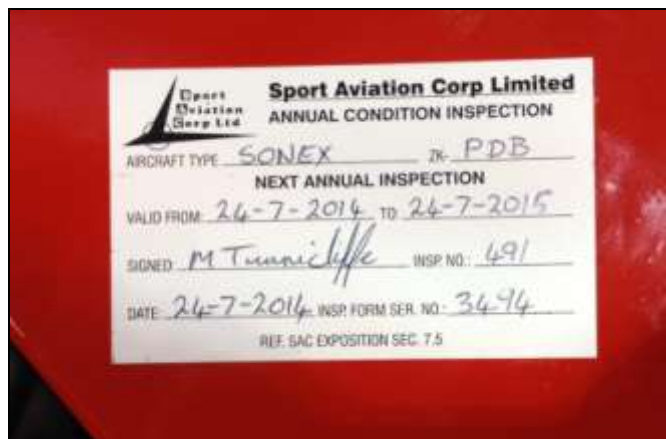 Sport
Aviation
Corp Ltd
Sport Aviation Corp Limited
ANNUAL CONDITION INSPECTION
AIRCRAFT TYPE SONEX ZK- PDB
NEXT ANNUAL INSPECTION
VALID FROM 24-7-2014 TO 24-7-2015
SIGNED M Tunnicliffe INSP. NO.: 491
DATE 24-7-2014 INSP. FORM SER. NO.: 3494
REF. SAC EXPOSITION SEC. 7.5